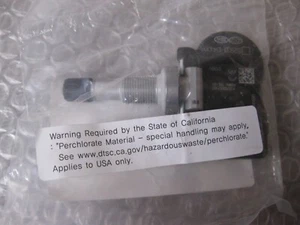 Warning Required by the State of California
: "Perchlorate Material – special handling may apply,
See www.dtsc.ca.gov/hazardouswaste/perchlorate."
Applies to USA only.